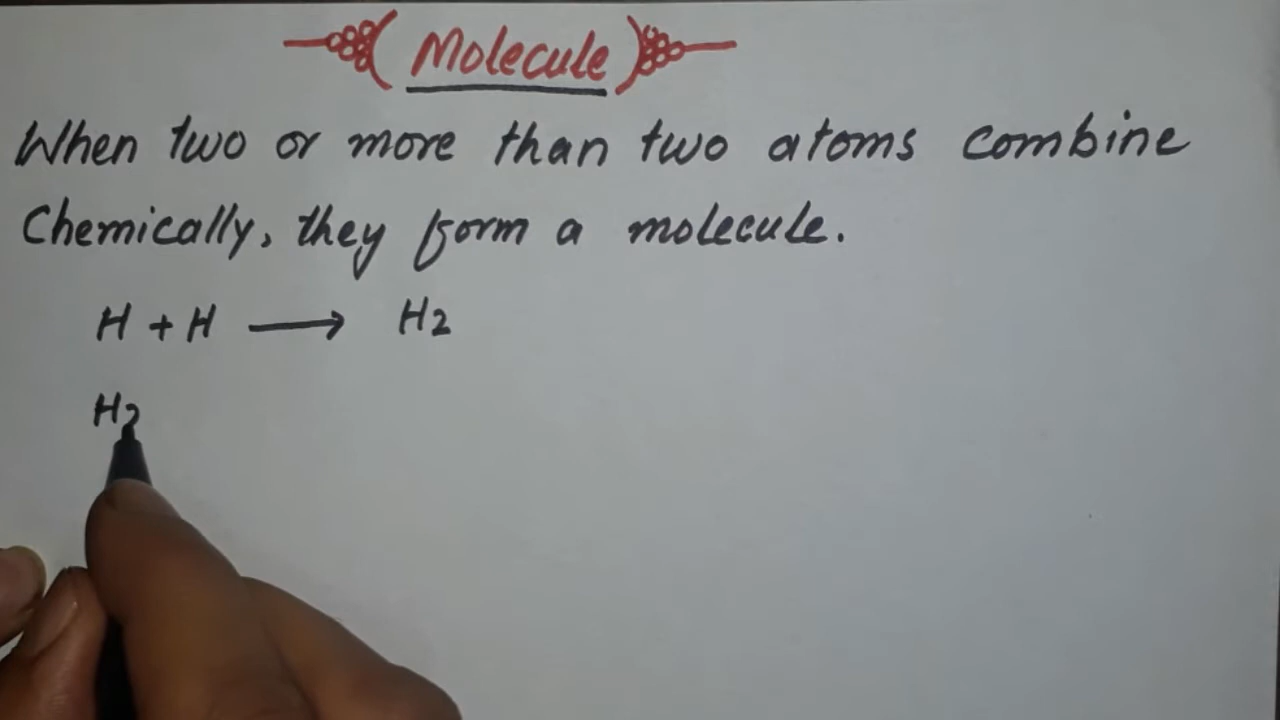 Molecule
When two or more than two atoms combine
Chemically, they form a molecule.
H + H ⟶ H2
H2